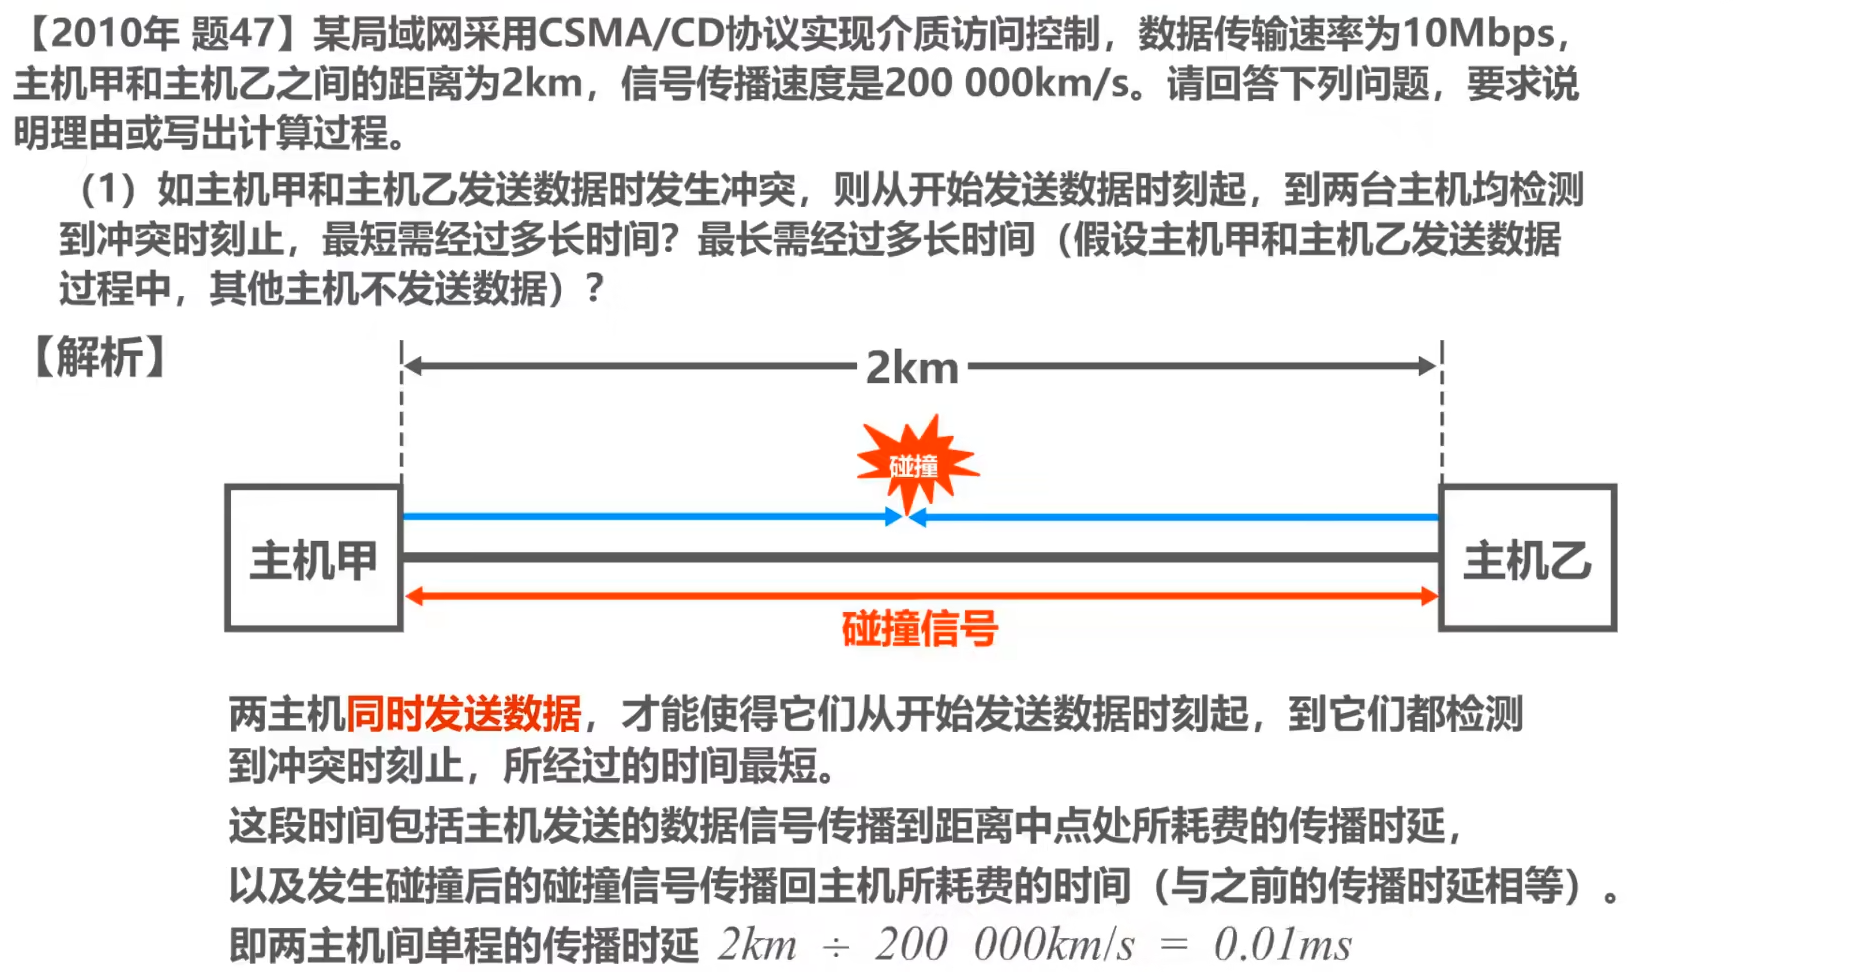 【2010年 题47】某局域网采用CSMA/CD协议实现介质访问控制，数据传输速率为10Mbps，
主机甲和主机乙之间的距离为2km，信号传播速度是200 000km/s。请回答下列问题，要求说
明理由或写出计算过程。
（1）如主机甲和主机乙发送数据时发生冲突，则从开始发送数据时刻起，到两台主机均检测
到冲突时刻止，最短需经过多长时间？最长需经过多长时间（假设主机甲和主机乙发送数据
过程中，其他主机不发送数据）？
【解析】
2km
碰撞
主机甲
主机乙
碰撞信号
两主机同时发送数据，才能使得它们从开始发送数据时刻起，到它们都检测
到冲突时刻止，所经过的时间最短。
这段时间包括主机发送的数据信号传播到距离中点处所耗费的传播时延，
以及发生碰撞后的碰撞信号传播回主机所耗费的时间（与之前的传播时延相等）。
即两主机间单程的传播时延 2km ÷ 200 000km/s = 0.01ms